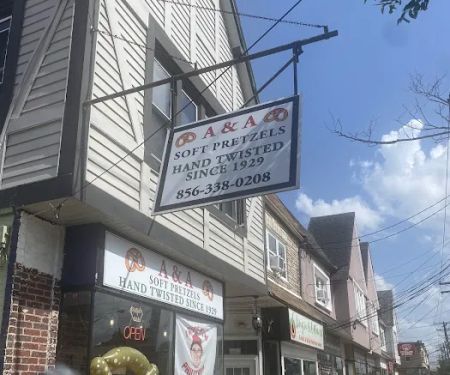 A & A
SOFT PRETZELS
HAND TWISTED
SINCE 1929
856-338-0208
A & A
SOFT PRETZELS
HAND TWISTED SINCE 1929
OPEN